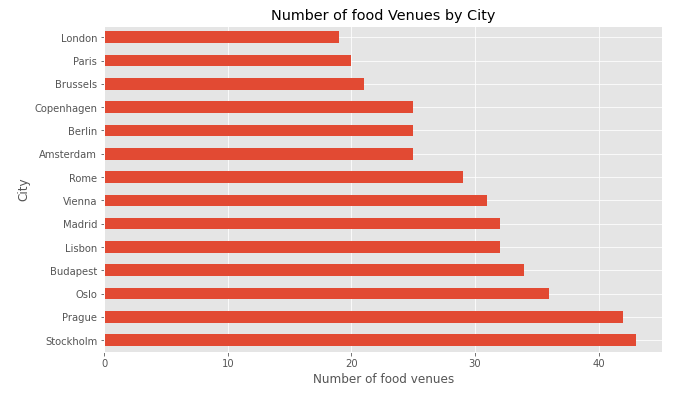 Number of food Venues by City
London
Paris
Brussels
Copenhagen
Berlin
Amsterdam
Rome
Vienna
Madrid
Lisbon
Budapest
Oslo
Prague
Stockholm
City
0 10 20 30 40
Number of food venues